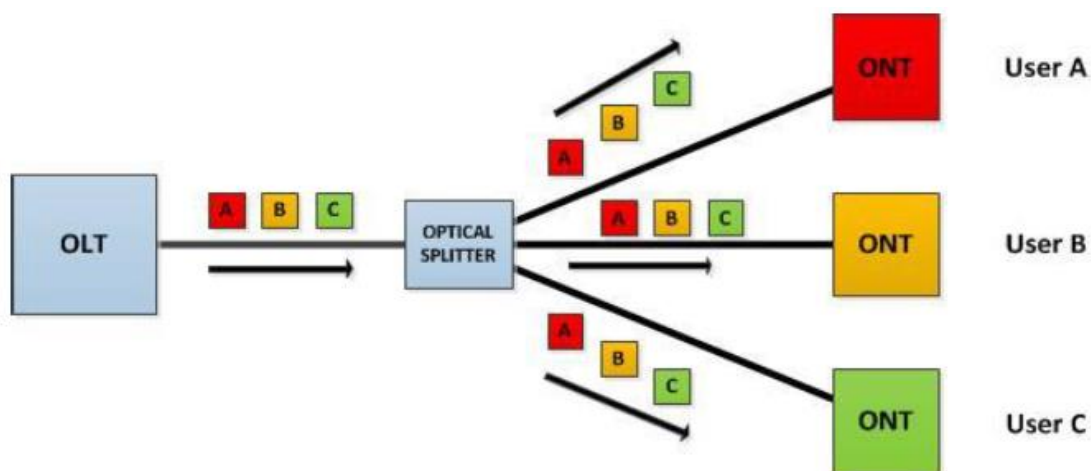 C
ONT
User A
B
A
A B C
A B C
OLT
OPTICAL
SPLITTER
ONT
User B
A
B
C
ONT
User C